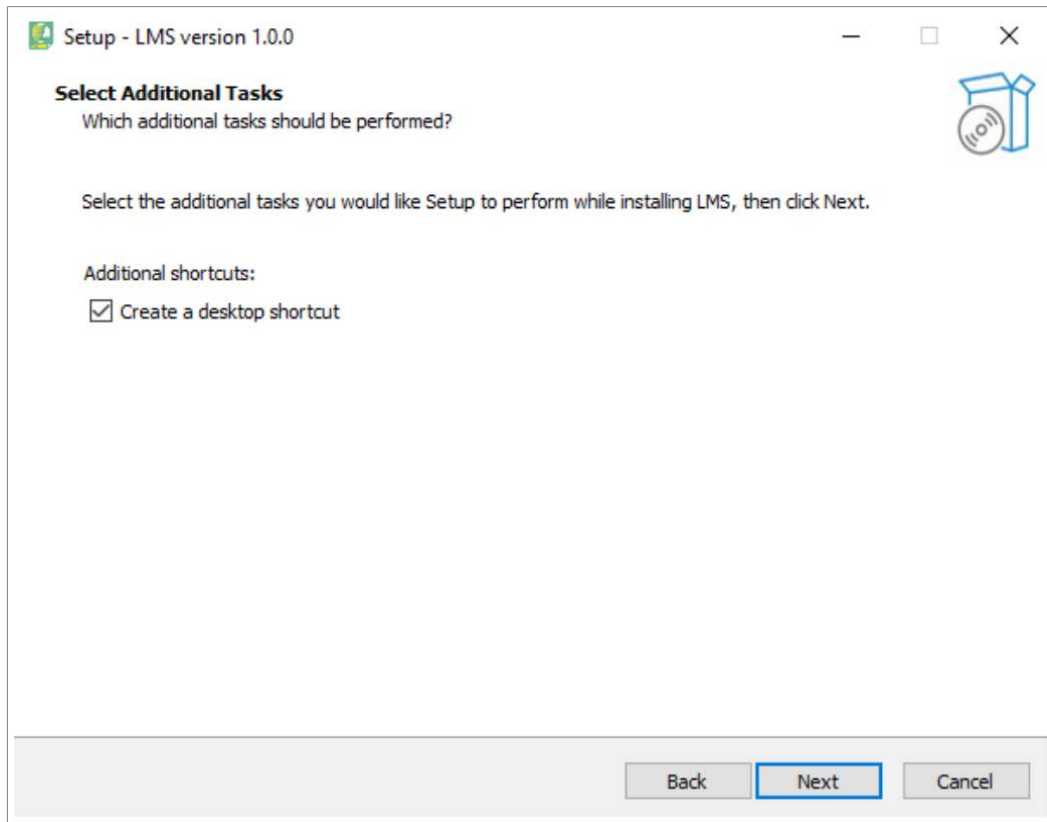 Setup - LMS version 1.0.0
Select Additional Tasks
Which additional tasks should be performed?
Select the additional tasks you would like Setup to perform while installing LMS, then click Next.
Additional shortcuts:
Create a desktop shortcut
Back Next Cancel